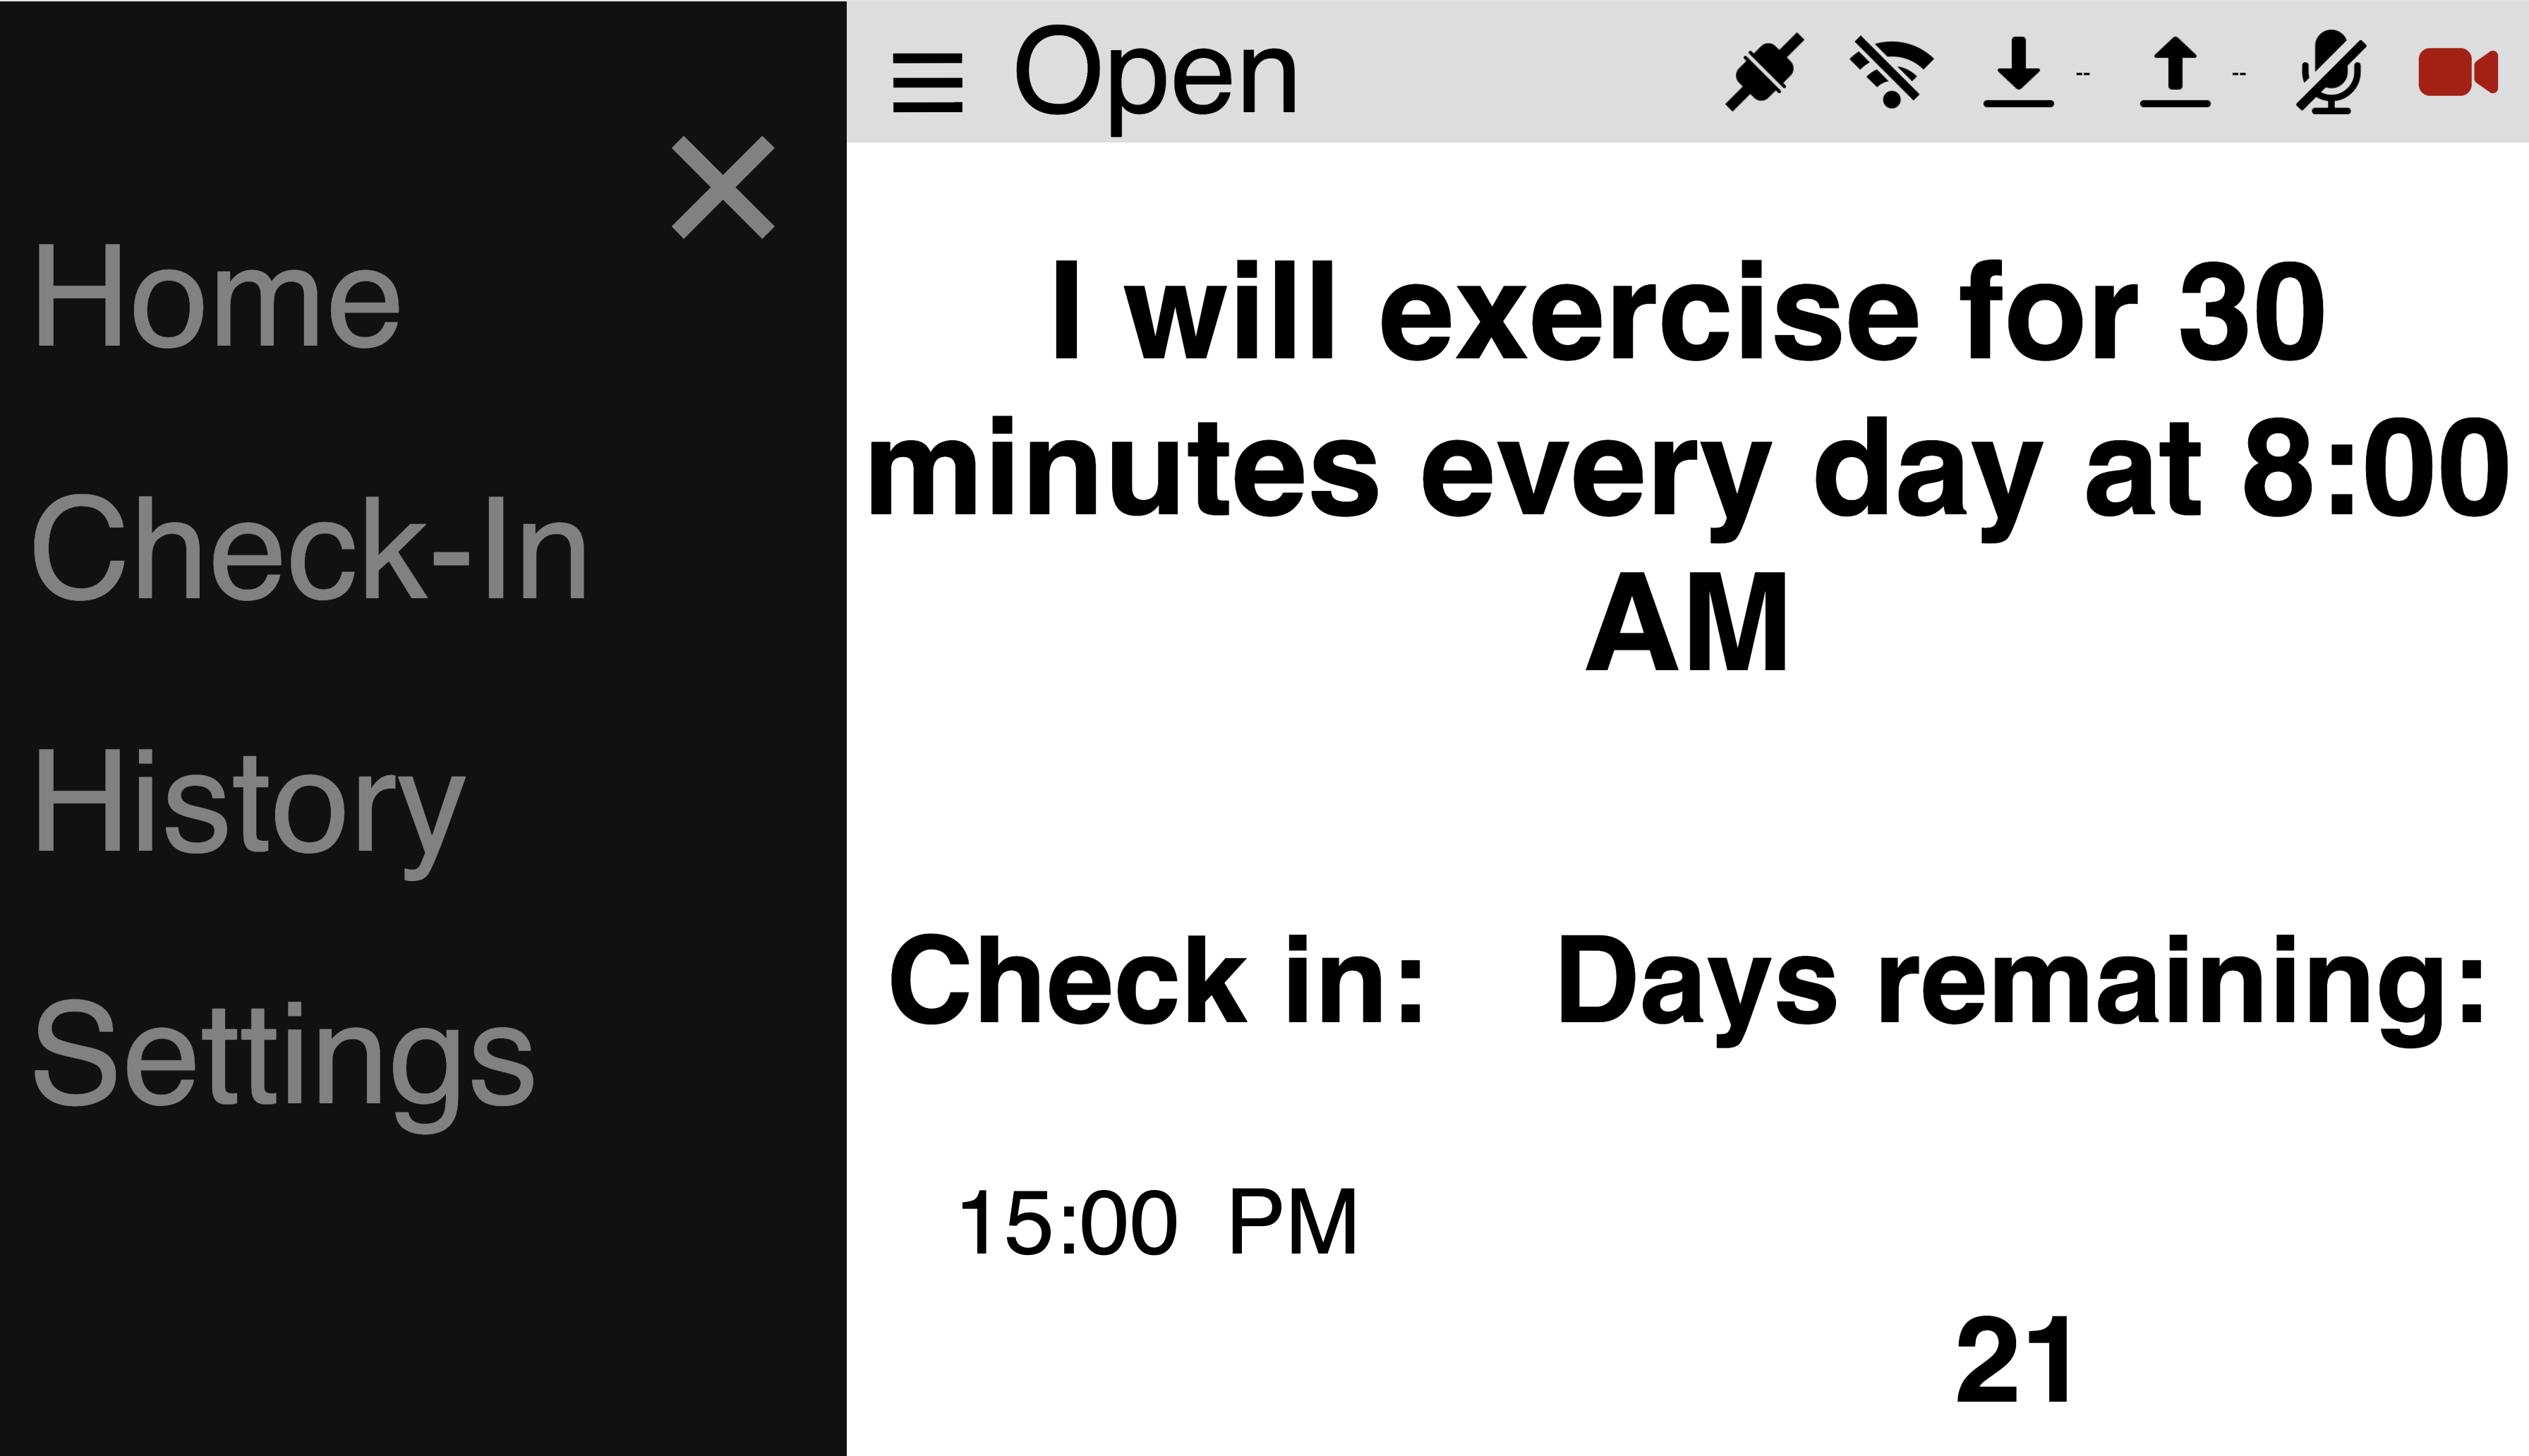 ☰ Open
-- --
×
Home
Check-In
History
Settings
I will exercise for 30
minutes every day at 8:00
AM
Check in: Days remaining:
15:00 PM
21